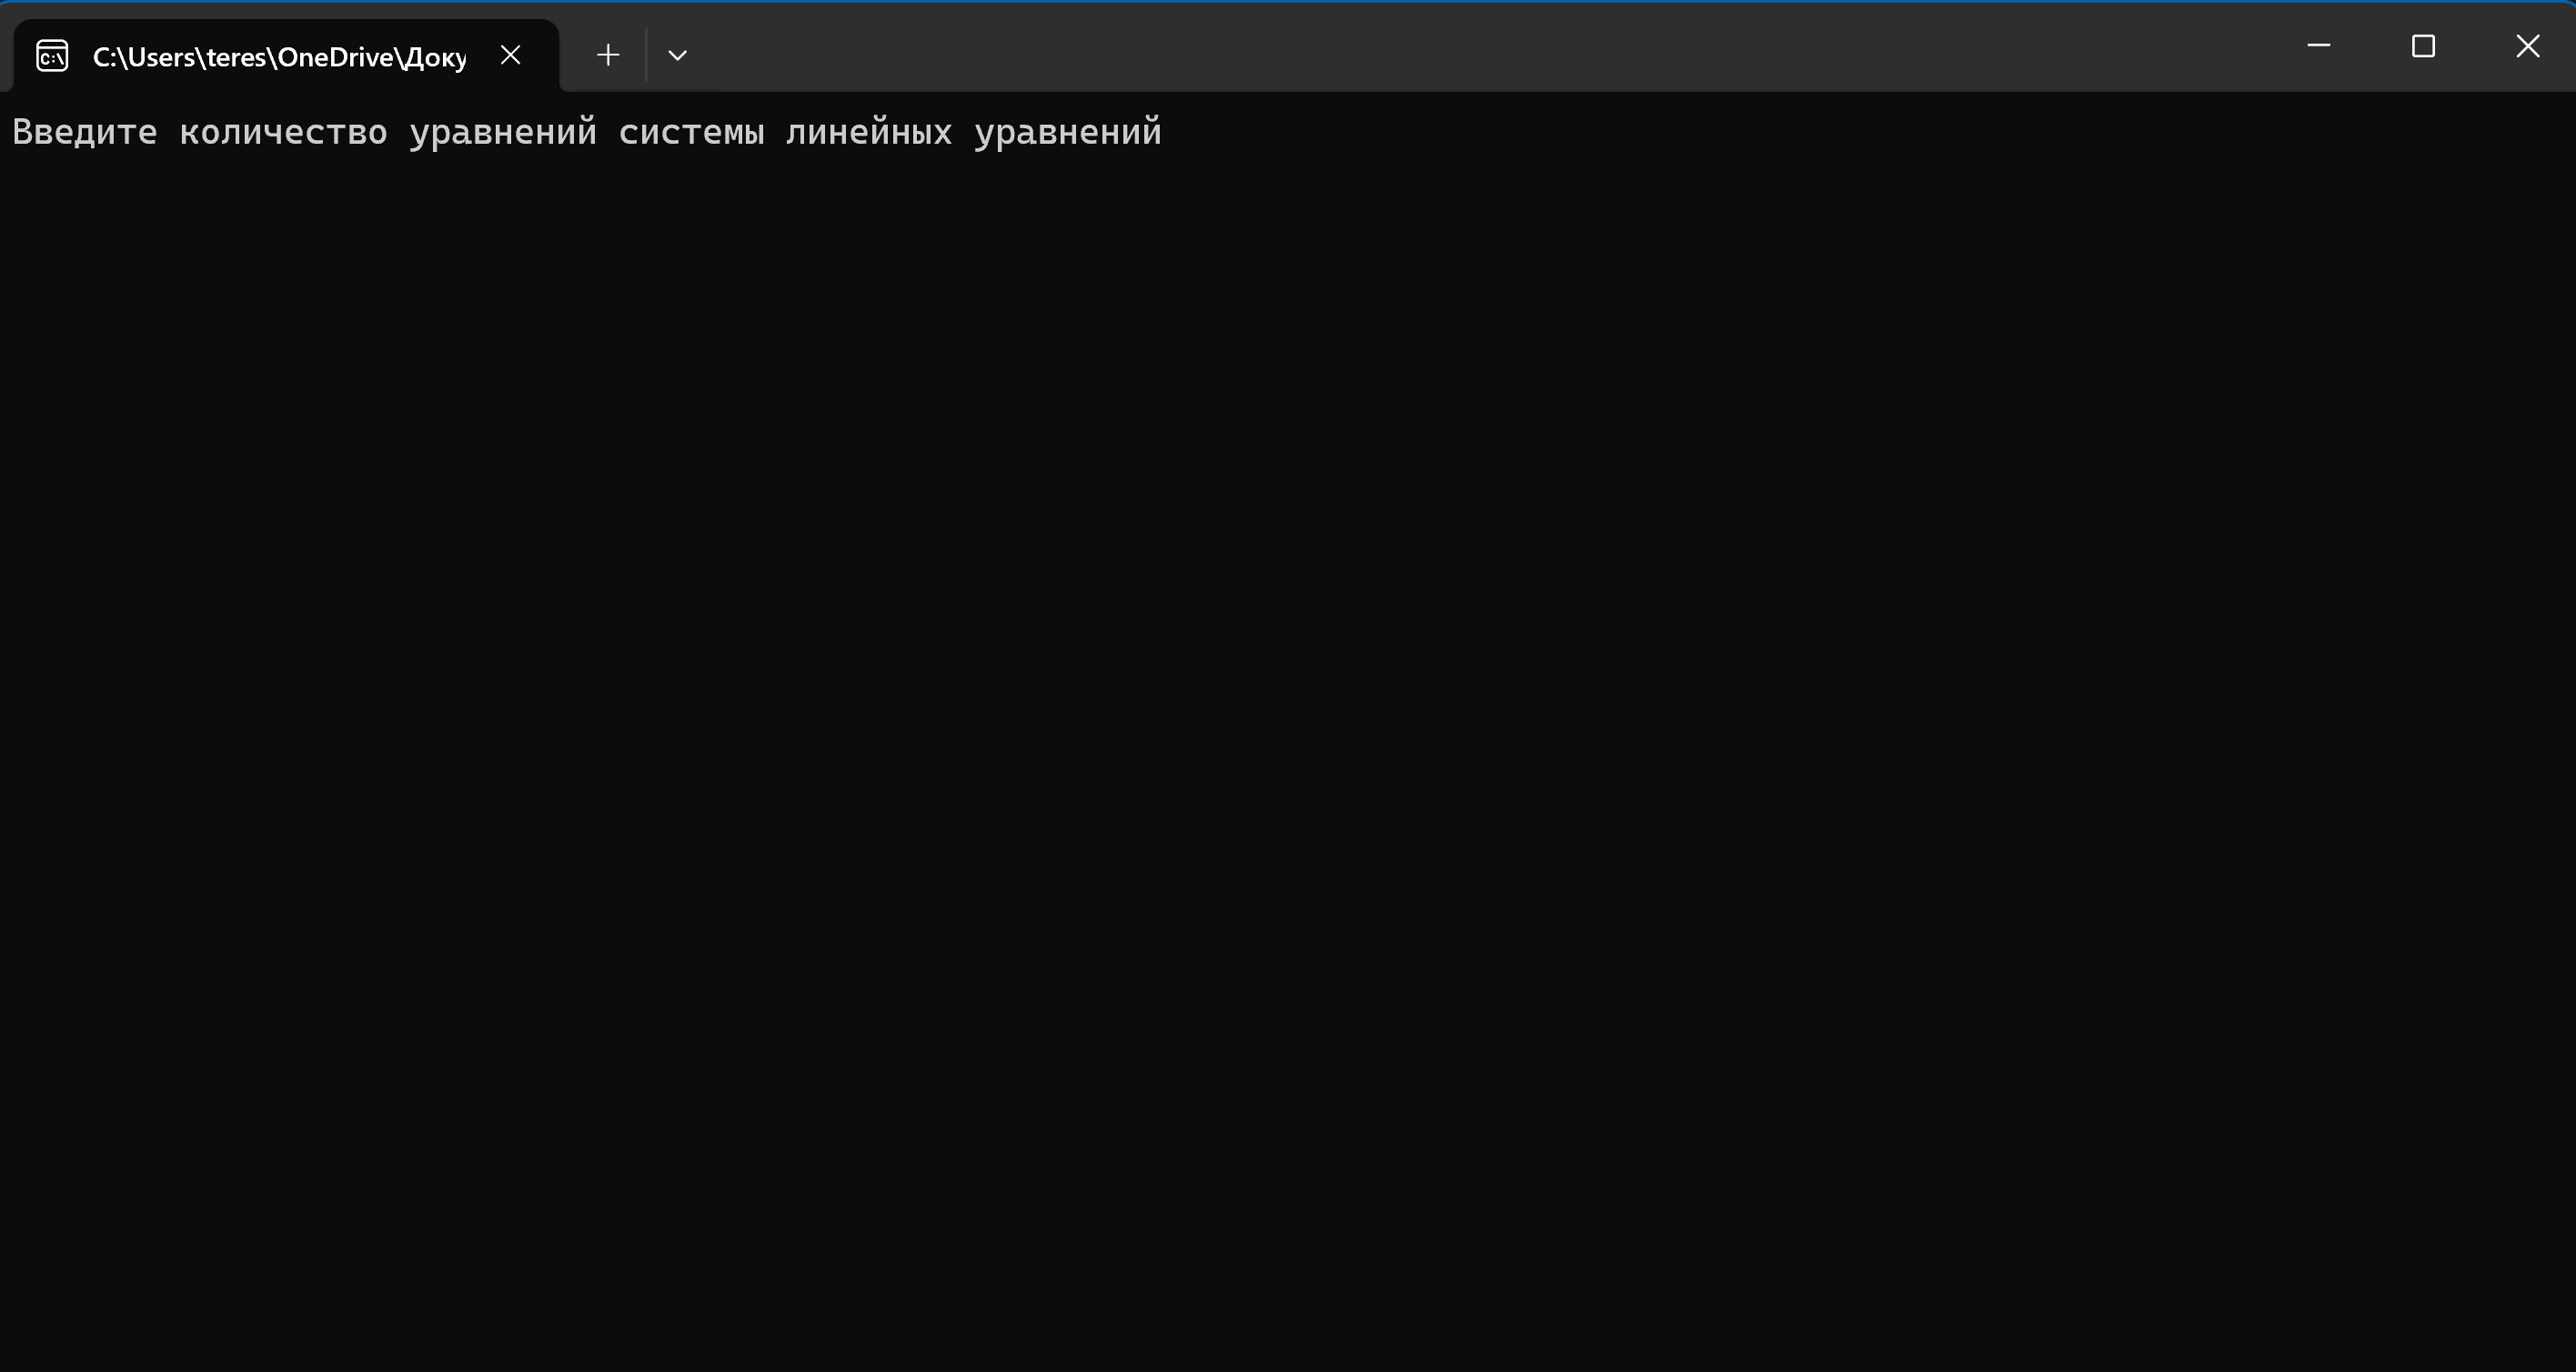 C:\Users\teres\OneDrive\Доку
Введите количество уравнений системы линейных уравнений